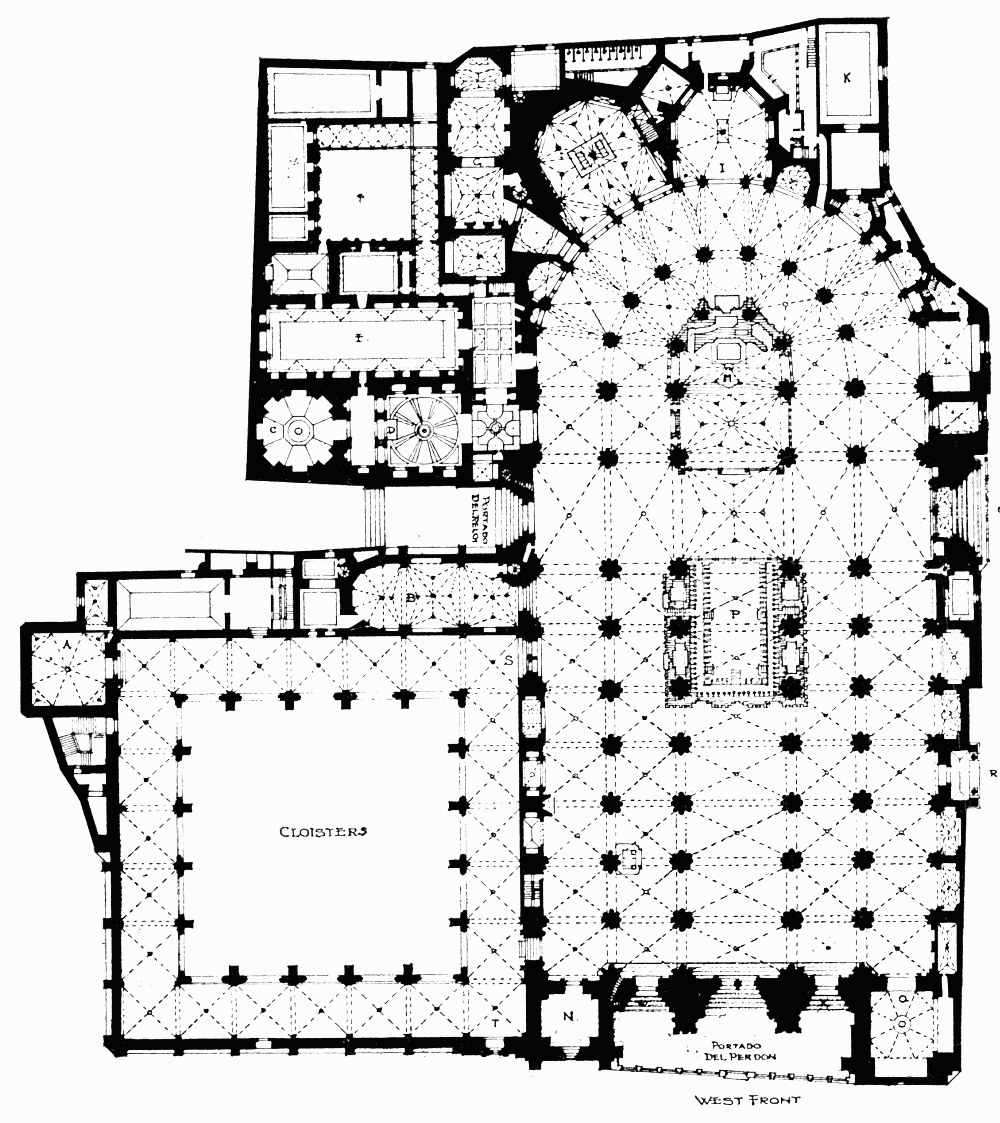 K
G
I
F
E
L
M
C
D
PORTADO
DEL RELOJ
B
P
A
S
R
CLOISTERS
T
N
O
PORTADO
DEL PERDON
WEST FRONT